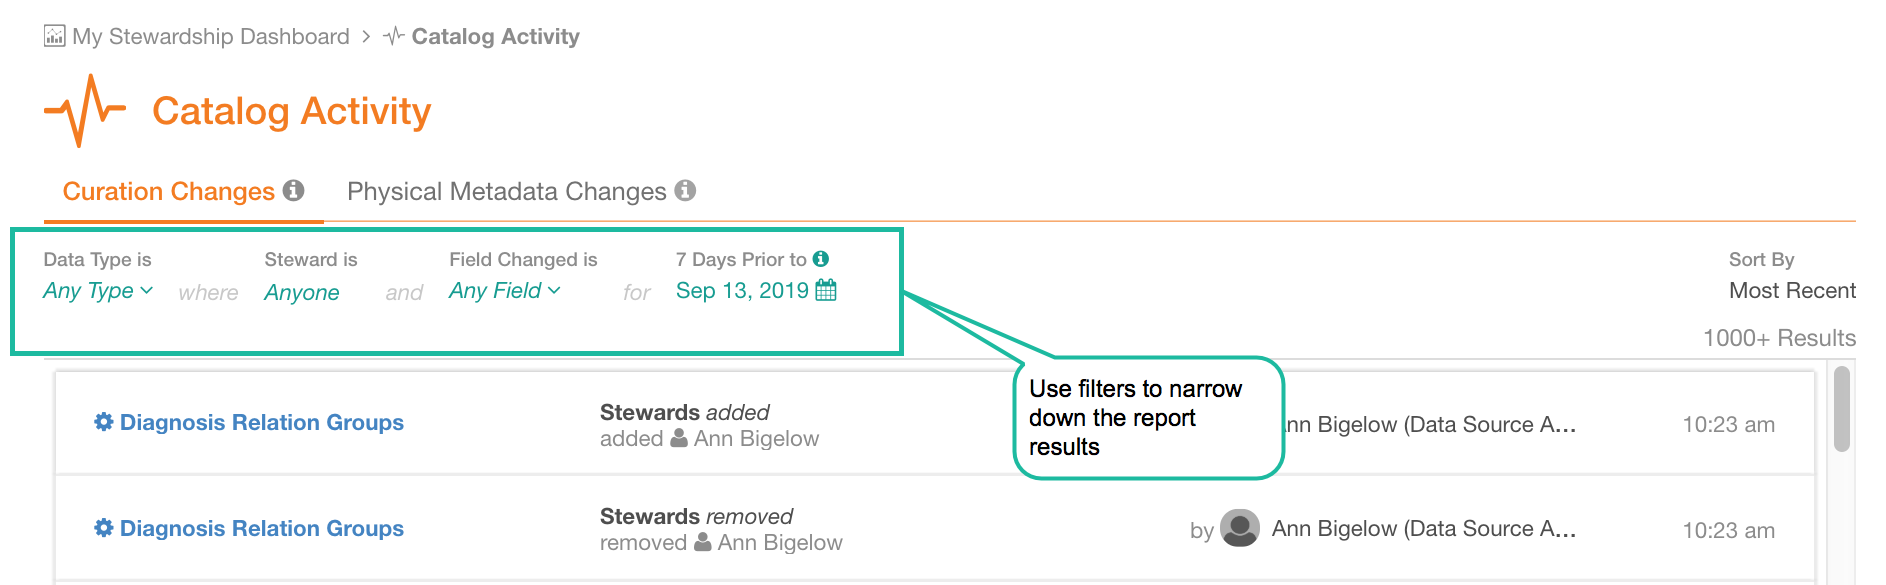 My Stewardship Dashboard > Catalog Activity
Catalog Activity
Curation Changes Physical Metadata Changes
Data Type is Steward is Field Changed is 7 Days Prior to Sort By
Any Type where Anyone and Any Field for Sep 13, 2019 Most Recent
1000+ Results
Use filters to narrow
down the report
results
Diagnosis Relation Groups Stewards added nn Bigelow (Data Source A... 10:23 am
added Ann Bigelow
Diagnosis Relation Groups Stewards removed by Ann Bigelow (Data Source A... 10:23 am
removed Ann Bigelow